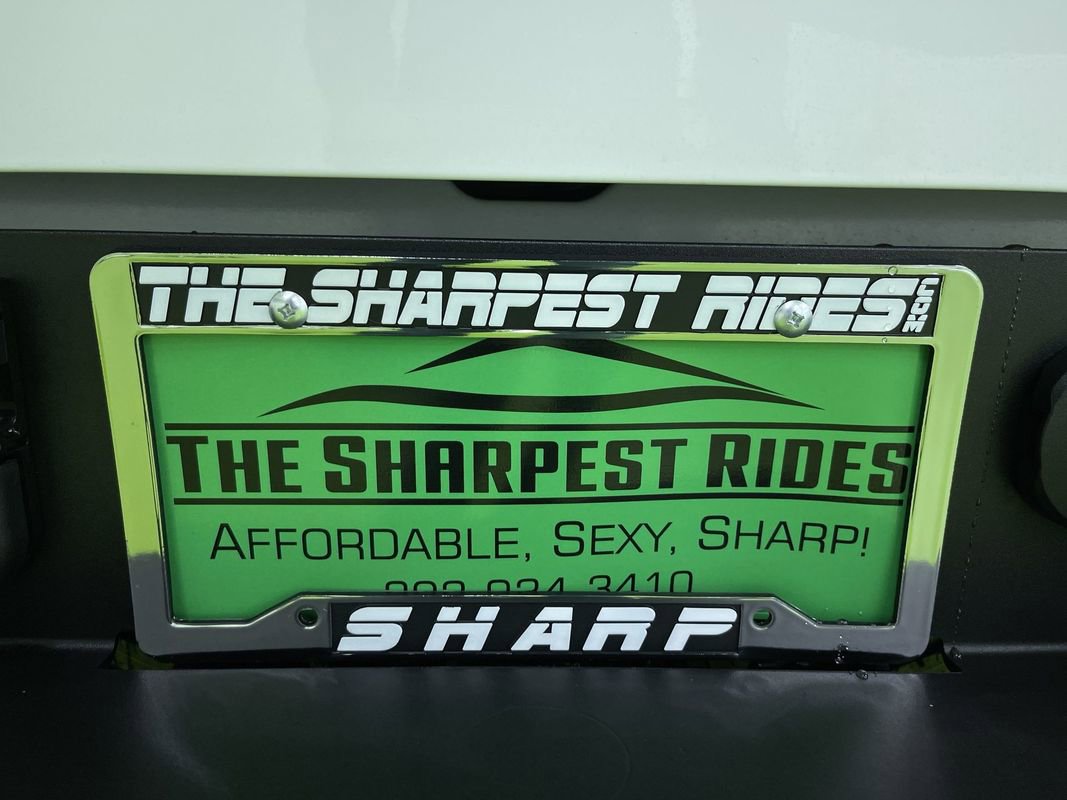 THE SHARPEST RIDES.COM
THE SHARPEST RIDES
AFFORDABLE, SEXY, SHARP!
SHARP